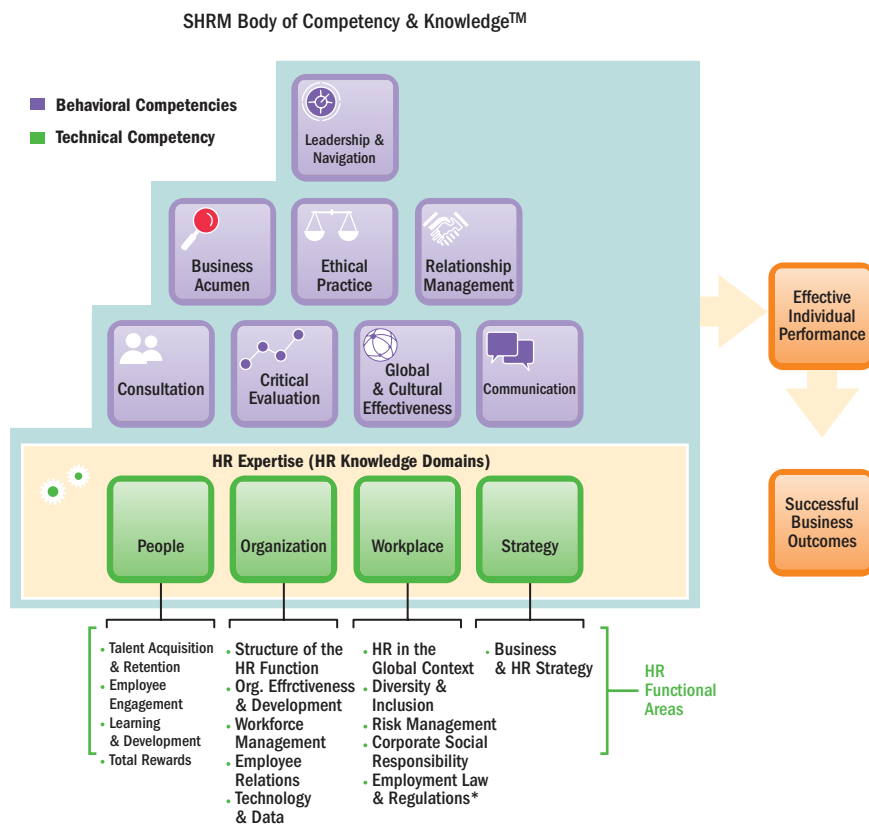 SHRM Body of Competency & Knowledge™
Behavioral Competencies
Technical Competency
Leadership &
Navigation
Business
Acumen
Ethical
Practice
Relationship
Management
Consultation
Critical
Evaluation
Global
& Cultural
Effectiveness
Communication
Effective
Individual
Performance
Successful
Business
Outcomes
HR Expertise (HR Knowledge Domains)
People
Organization
Workplace
Strategy
• Talent Acquisition
& Retention
• Employee
Engagement
• Learning
& Development
• Total Rewards
• Structure of the
HR Function
• Org. Effrctiveness
& Development
• Workforce
Management
• Employee
Relations
• Technology
& Data
• HR in the
Global Context
• Diversity &
Inclusion
• Risk Management
• Corporate Social
Responsibility
• Employment Law
& Regulations*
• Business
& HR Strategy
HR
Functional
Areas